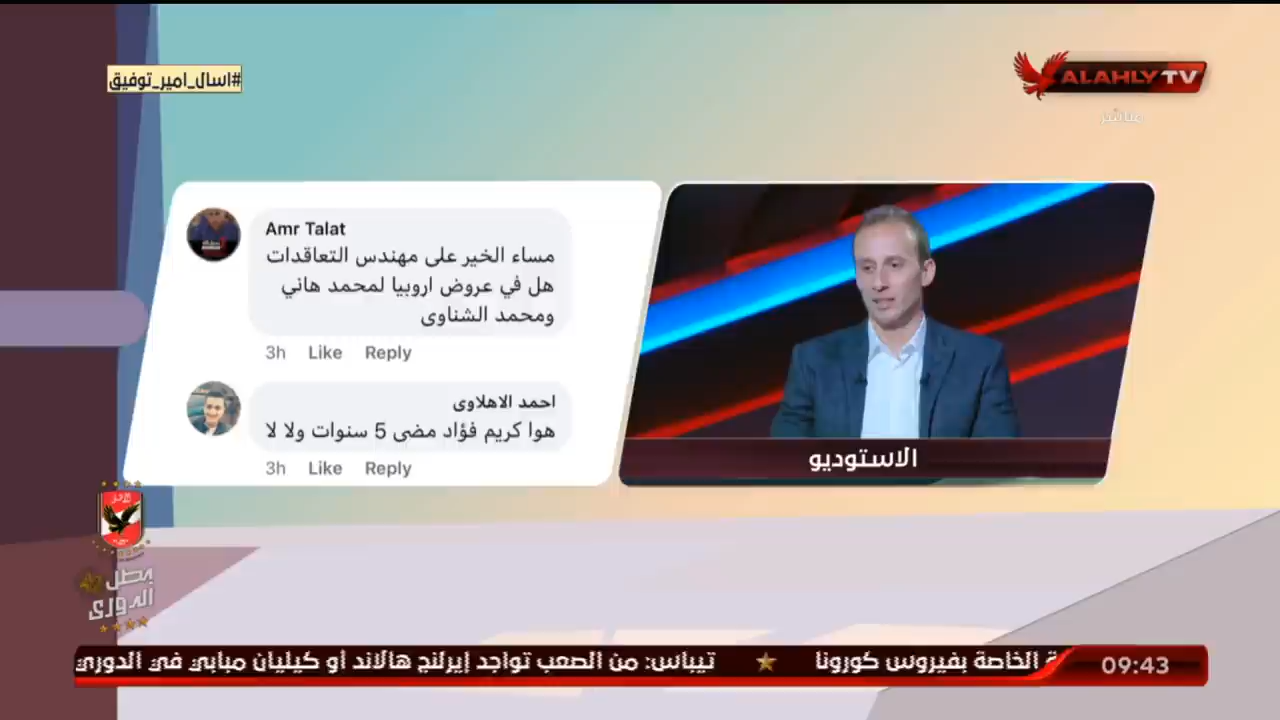 #اسال_امير_توفيق
ALAHLY TV
مباشر
Amr Talat
مساء الخير على مهندس التعاقدات
هل في عروض اروبيا لمحمد هاني
ومحمد الشناوى
3h Like Reply
احمد الاهلاوى
هوا كريم فؤاد مضى 5 سنوات ولا لا
3h Like Reply
الاستوديو
بطل
الدورى
ة الخاصة بفيروس كورونا ★ تيباس: من الصعب تواجد إيرلنج هالاند أو كيليان مبابي في الدوري
09:43